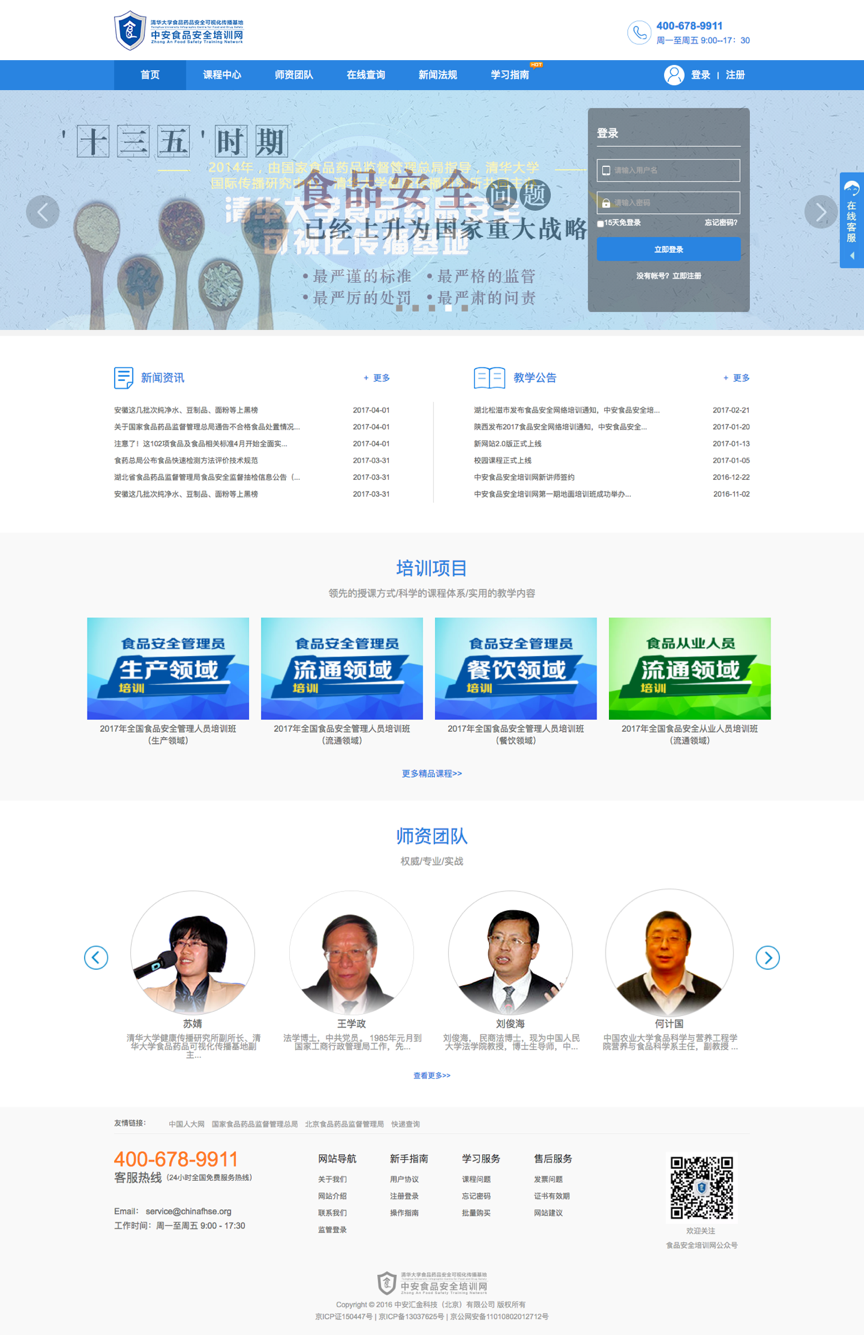 清华大学食品药品安全可视化传播基地
中安食品安全培训网
Zhong An Food Safety Training Network
400-678-9911
周一至周五 9:00--17：30
首页
课程中心
师资团队
在线查询
新闻法规
学习指南
HOT
登录 | 注册
'十三五'时期
2014年，由国家食品药品监督管理总局指导，清华大学
食品安全问题
清华大学食品药品安全
可视化传播基地
已经上升为国家重大战略
• 最严谨的标准 • 最严格的监管
• 最严厉的处罚 • 最严肃的问责
登录
请输入用户名
请输入密码
15天免登录
忘记密码?
立即登录
没有帐号? 立即注册
在线客服
新闻资讯
+ 更多
安徽这几批次纯净水、豆制品、面粉等上黑榜 2017-04-01
关于国家食品药品监督管理总局通告不合格食品处置情况... 2017-04-01
注意了！这102项食品及食品相关标准4月开始全面实... 2017-04-01
食药总局公布食品快速检测方法评价技术规范 2017-03-31
湖北省食品药品监督管理局食品安全监督抽检信息公告（... 2017-03-31
安徽这几批次纯净水、豆制品、面粉等上黑榜 2017-03-31
教学公告
+ 更多
湖北松滋市发布食品安全网络培训通知，中安食品安全培... 2017-02-21
陕西发布2017食品安全网络培训通知，中安食品安全... 2017-01-20
新网站2.0版正式上线 2017-01-13
校园课程正式上线 2017-01-05
中安食品安全培训网新讲师签约 2016-12-22
中安食品安全培训网第一期地面培训班成功举办... 2016-11-02
培训项目
领先的授课方式/科学的课程体系/实用的教学内容
食品安全管理员
生产领域
培训
食品安全管理员
流通领域
培训
食品安全管理员
餐饮领域
培训
食品从业人员
流通领域
培训
2017年全国食品安全管理人员培训班
（生产领域）
2017年全国食品安全管理人员培训班
（流通领域）
2017年全国食品安全管理人员培训班
（餐饮领域）
2017年全国食品安全从业人员培训班
（流通领域）
更多精品课程>>
师资团队
权威/专业/实战
苏婧
清华大学健康传播研究所副所长、清
华大学食品药品可视化传播基地副
主...
王学政
法学博士，中共党员。 1985年元月到
国家工商行政管理局工作，先...
刘俊海
刘俊海， 民商法博士，现为中国人民
大学法学院教授，博士生导师，中...
何计国
中国农业大学食品科学与营养工程学
院营养与食品科学系主任，副教授 ...
查看更多>>
友情链接：
中国人大网 国家食品药品监督管理总局 北京食品药品监督管理局 快速查询
400-678-9911
客服热线（24小时全国免费服务热线）
Email： service@chinafhse.org
工作时间：周一至周五 9:00 - 17:30
网站导航
关于我们
网站介绍
联系我们
监管登录
新手指南
用户协议
注册登录
操作指南
学习服务
课程问题
忘记密码
批量购买
售后服务
发票问题
证书有效期
网站建议
欢迎关注
食品安全培训网公众号
清华大学食品药品安全可视化传播基地
中安食品安全培训网
Zhong An Food Safety Training Network
Copyright © 2016 中安汇金科技（北京）有限公司 版权所有
京ICP证150447号 | 京ICP备13037625号 | 京公网安备11010802012712号